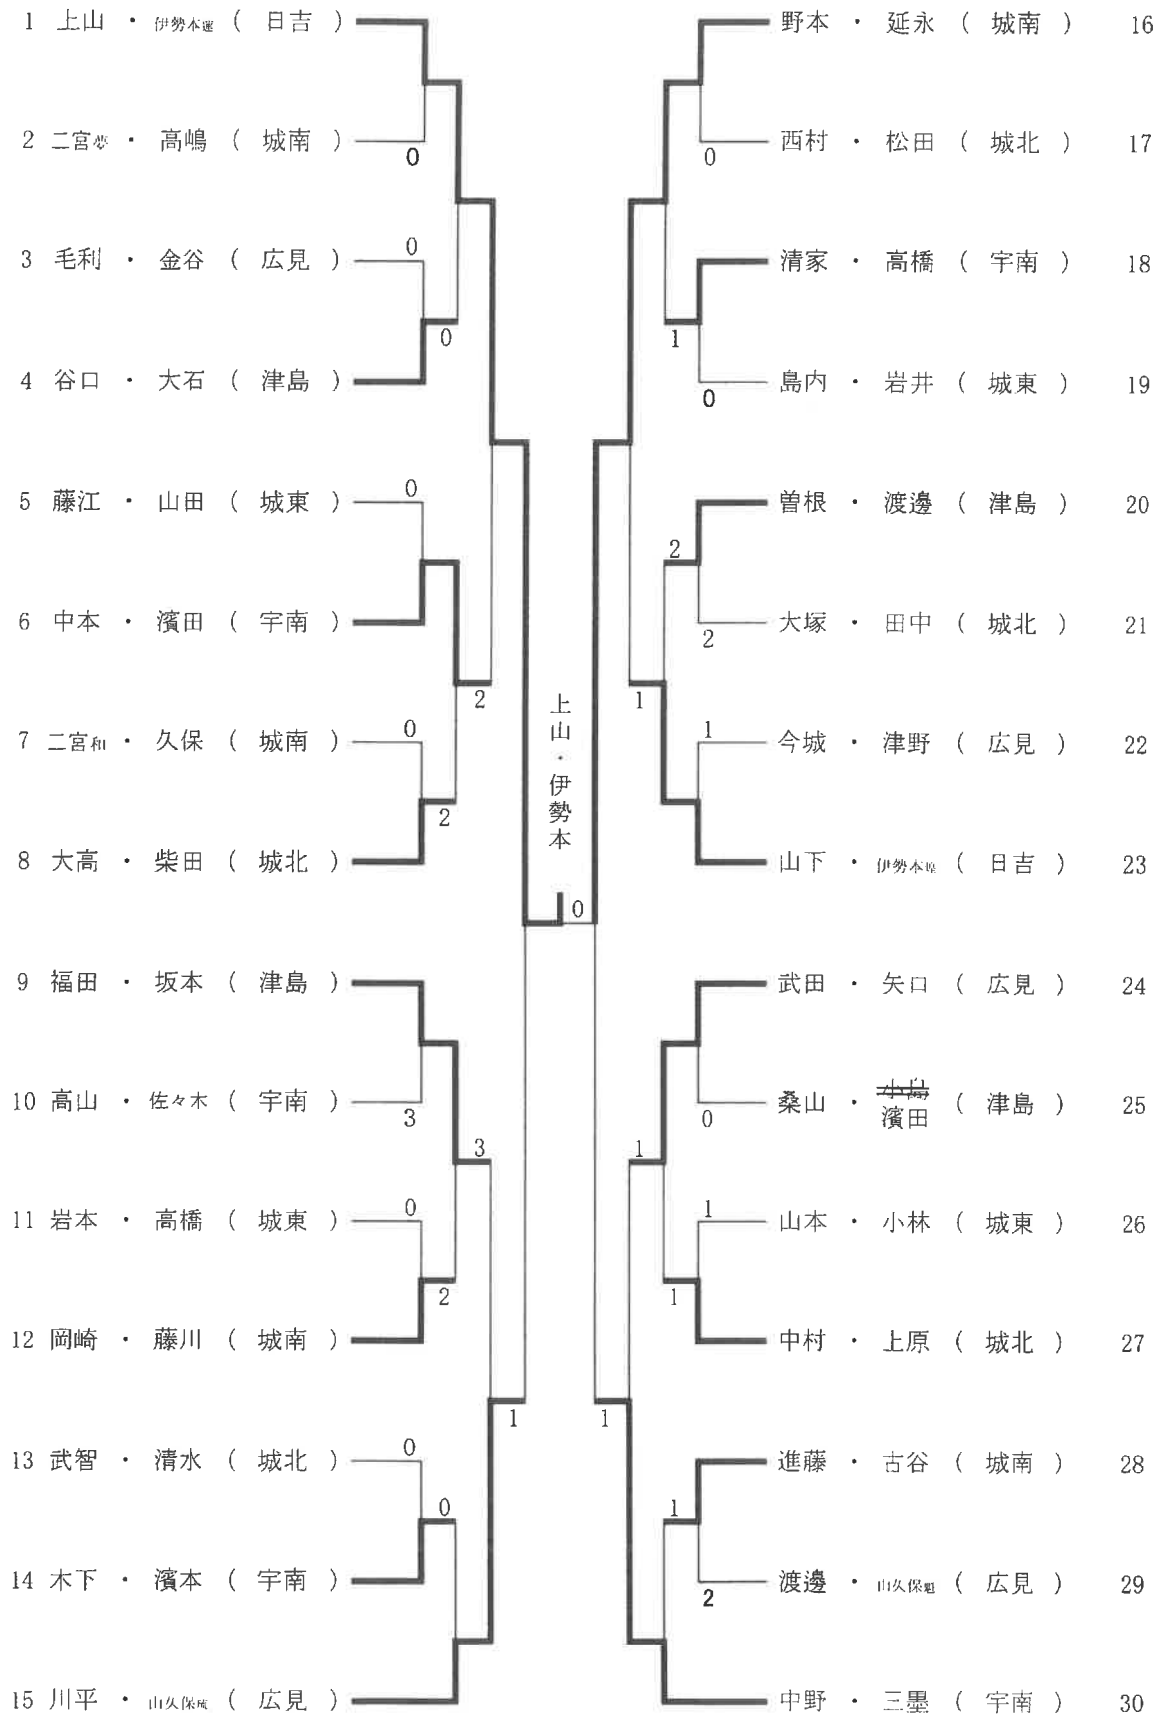 1 上山 ・ 伊勢本蓮 ( 日吉 )
2 二宮夢 ・ 高嶋 ( 城南 )
0
3 毛利 ・ 金谷 ( 広見 )
0
0
4 谷口 ・ 大石 ( 津島 )
5 藤江 ・ 山田 ( 城東 )
0
6 中本 ・ 濱田 ( 宇南 )
2
7 二宮和 ・ 久保 ( 城南 )
0
2
8 大高 ・ 柴田 ( 城北 )
9 福田 ・ 坂本 ( 津島 )
10 高山 ・ 佐々木 ( 宇南 )
3
3
11 岩本 ・ 高橋 ( 城東 )
0
2
12 岡崎 ・ 藤川 ( 城南 )
1
13 武智 ・ 清水 ( 城北 )
0
0
14 木下 ・ 濱本 ( 宇南 )
15 川平 ・ 山久保 ( 広見 )
上山・伊勢本
0
野本 ・ 延永 ( 城南 ) 16
西村 ・ 松田 ( 城北 ) 17
0
清家 ・ 高橋 ( 宇南 ) 18
1
島内 ・ 岩井 ( 城東 ) 19
0
曽根 ・ 渡邊 ( 津島 ) 20
2
大塚 ・ 田中 ( 城北 ) 21
2
1
今城 ・ 津野 ( 広見 ) 22
1
山下 ・ 伊勢本 ( 日吉 ) 23
武田 ・ 矢口 ( 広見 ) 24
桑山 ・ 小島 濱田 ( 津島 ) 25
0
1
山本 ・ 小林 ( 城東 ) 26
1
1
中村 ・ 上原 ( 城北 ) 27
1
進藤 ・ 古谷 ( 城南 ) 28
1
渡邊 ・ 山久保魁 ( 広見 ) 29
2
中野 ・ 三墨 ( 宇南 ) 30